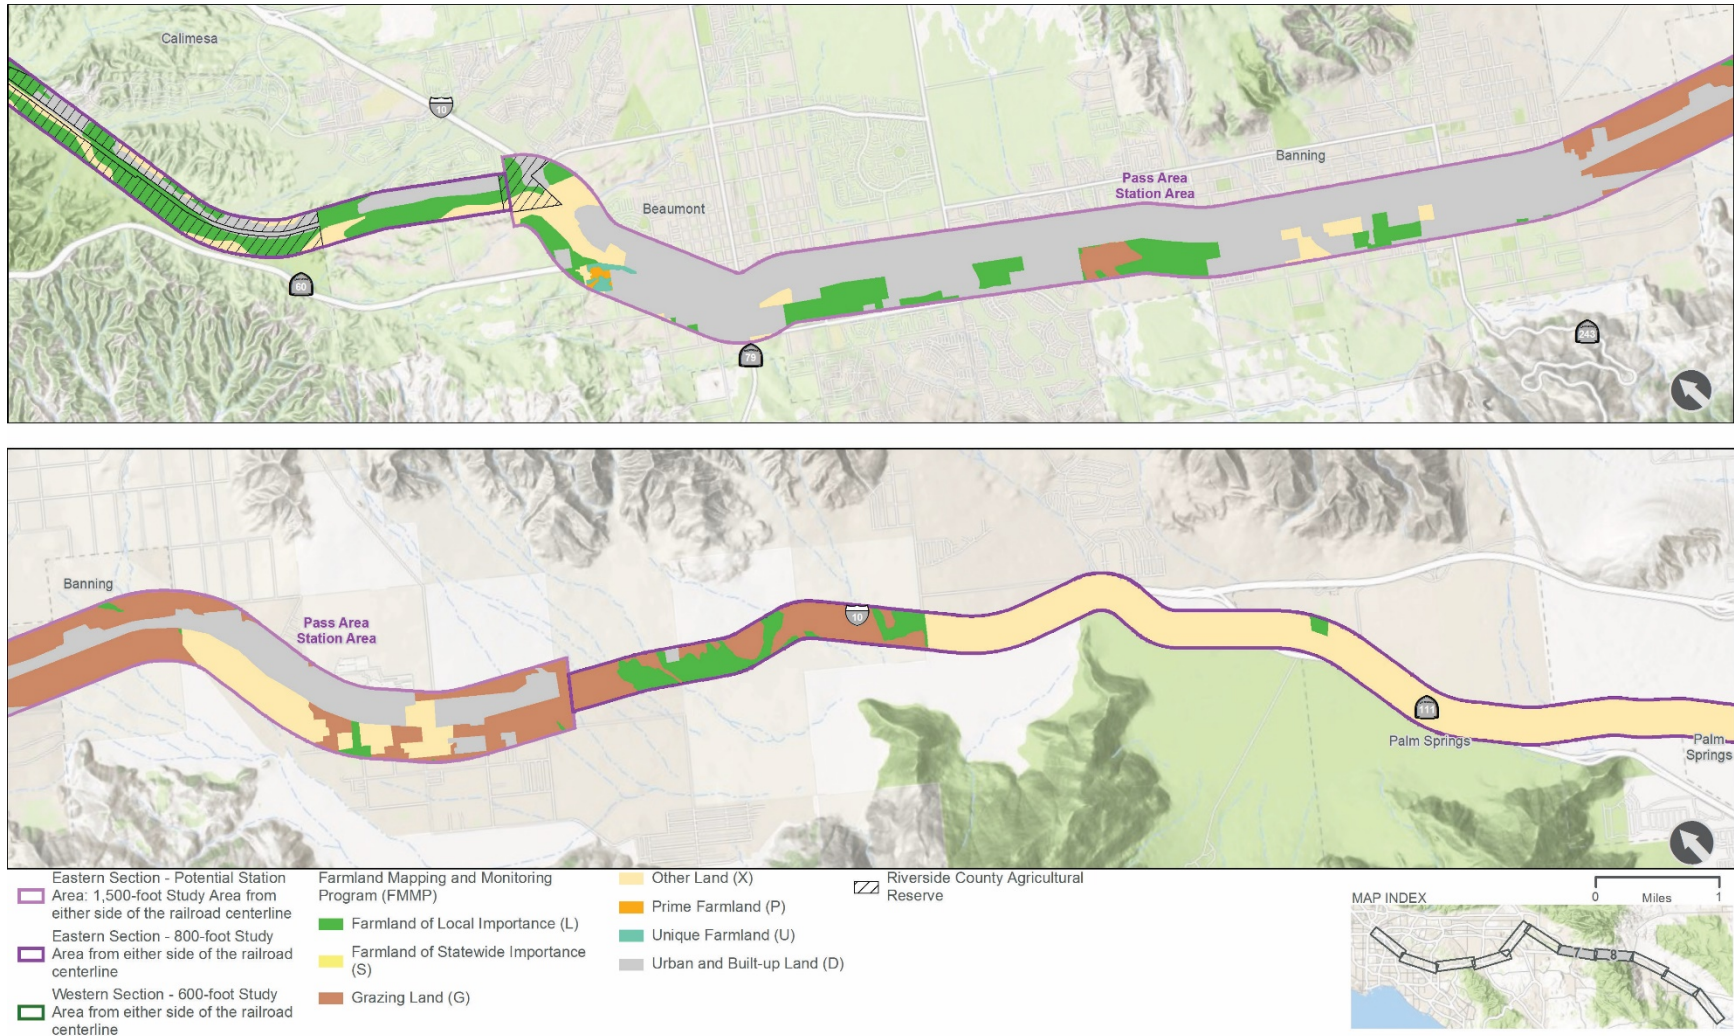 Calimesa
10
Banning
Pass Area
Station Area
Beaumont
60
79
243
Banning
Pass Area
Station Area
10
111
Palm Springs
Palm
Springs
Eastern Section - Potential Station
Area: 1,500-foot Study Area from
either side of the railroad centerline
Eastern Section - 800-foot Study
Area from either side of the railroad
centerline
Western Section - 600-foot Study
Area from either side of the railroad
centerline
Farmland Mapping and Monitoring
Program (FMMP)
Farmland of Local Importance (L)
Farmland of Statewide Importance
(S)
Grazing Land (G)
Other Land (X)
Prime Farmland (P)
Unique Farmland (U)
Urban and Built-up Land (D)
Riverside County Agricultural
Reserve
0 Miles 1
MAP INDEX
7
8